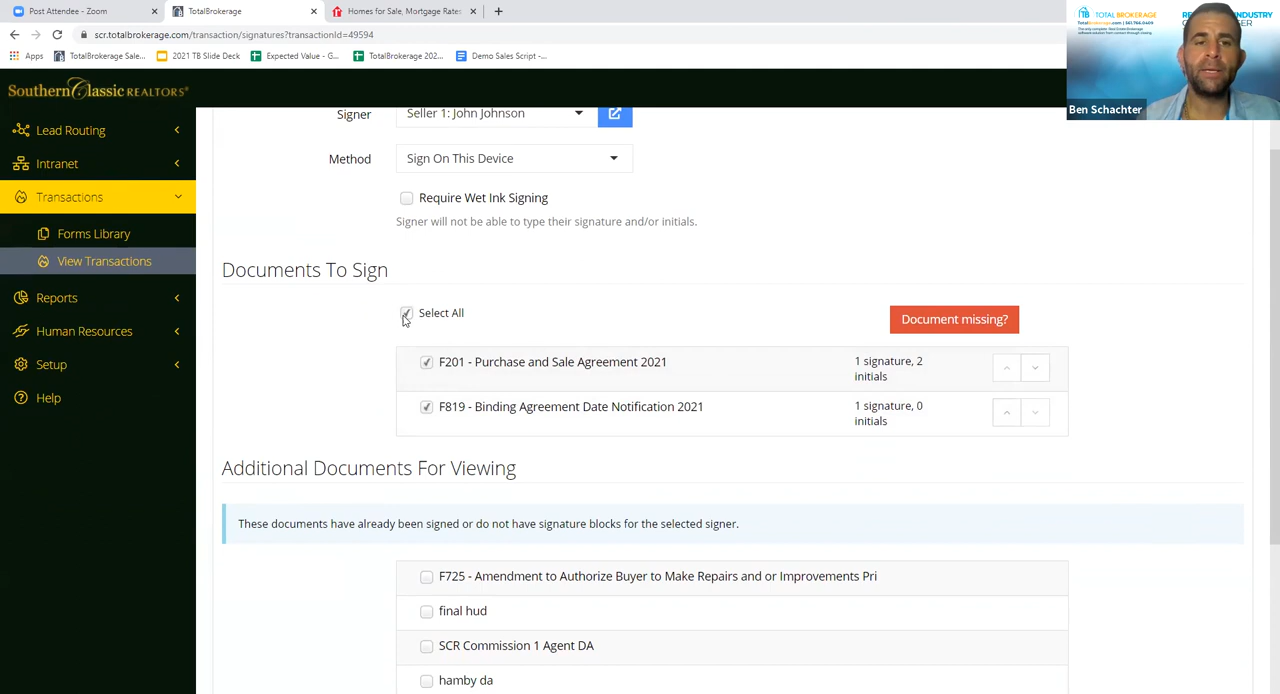 Post Attendee - Zoom
TotalBrokerage
Homes for Sale, Mortgage Rates
scr.totalbrokerage.com/transaction/signatures?transactionId=49594
Apps
TotalBrokerage Sale...
2021 TB Slide Deck
Expected Value - G...
TotalBrokerage 202...
Demo Sales Script -...
TOTAL BROKERAGE
INDUSTRY
Ben Schachter
Southern Classic REALTORS®
Lead Routing
Intranet
Transactions
Forms Library
View Transactions
Reports
Human Resources
Setup
Help
Signer
Seller 1: John Johnson
Method
Sign On This Device
Require Wet Ink Signing
Signer will not be able to type their signature and/or initials.
Documents To Sign
Select All
Document missing?
F201 - Purchase and Sale Agreement 2021
1 signature, 2
initials
F819 - Binding Agreement Date Notification 2021
1 signature, 0
initials
Additional Documents For Viewing
These documents have already been signed or do not have signature blocks for the selected signer.
F725 - Amendment to Authorize Buyer to Make Repairs and or Improvements Pri
final hud
SCR Commission 1 Agent DA
hamby da